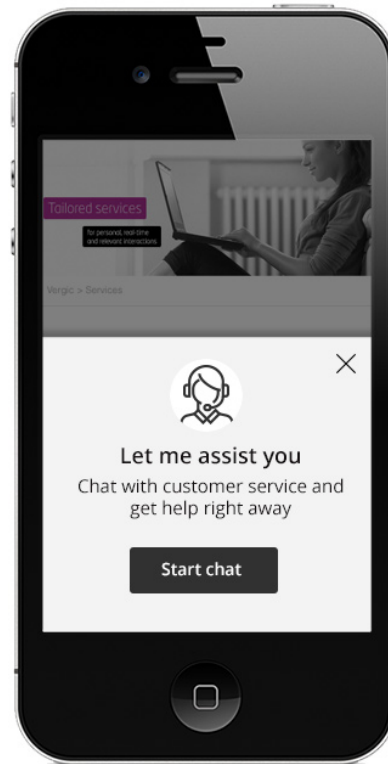 Tailored services
for personal, real-time
and relevant interactions
Vergic > Services
Let me assist you
Chat with customer service and
get help right away
Start chat